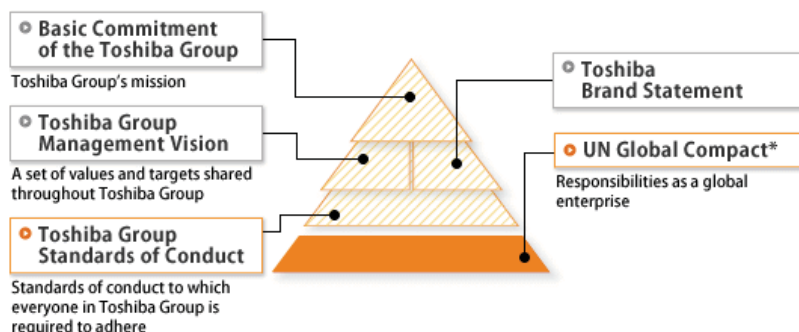 Basic Commitment
of the Toshiba Group
Toshiba Group's mission
Toshiba Group
Management Vision
A set of values and targets shared
throughout Toshiba Group
Toshiba Group
Standards of Conduct
Standards of conduct to which
everyone in Toshiba Group is
required to adhere
Toshiba
Brand Statement
UN Global Compact*
Responsibilities as a global
enterprise